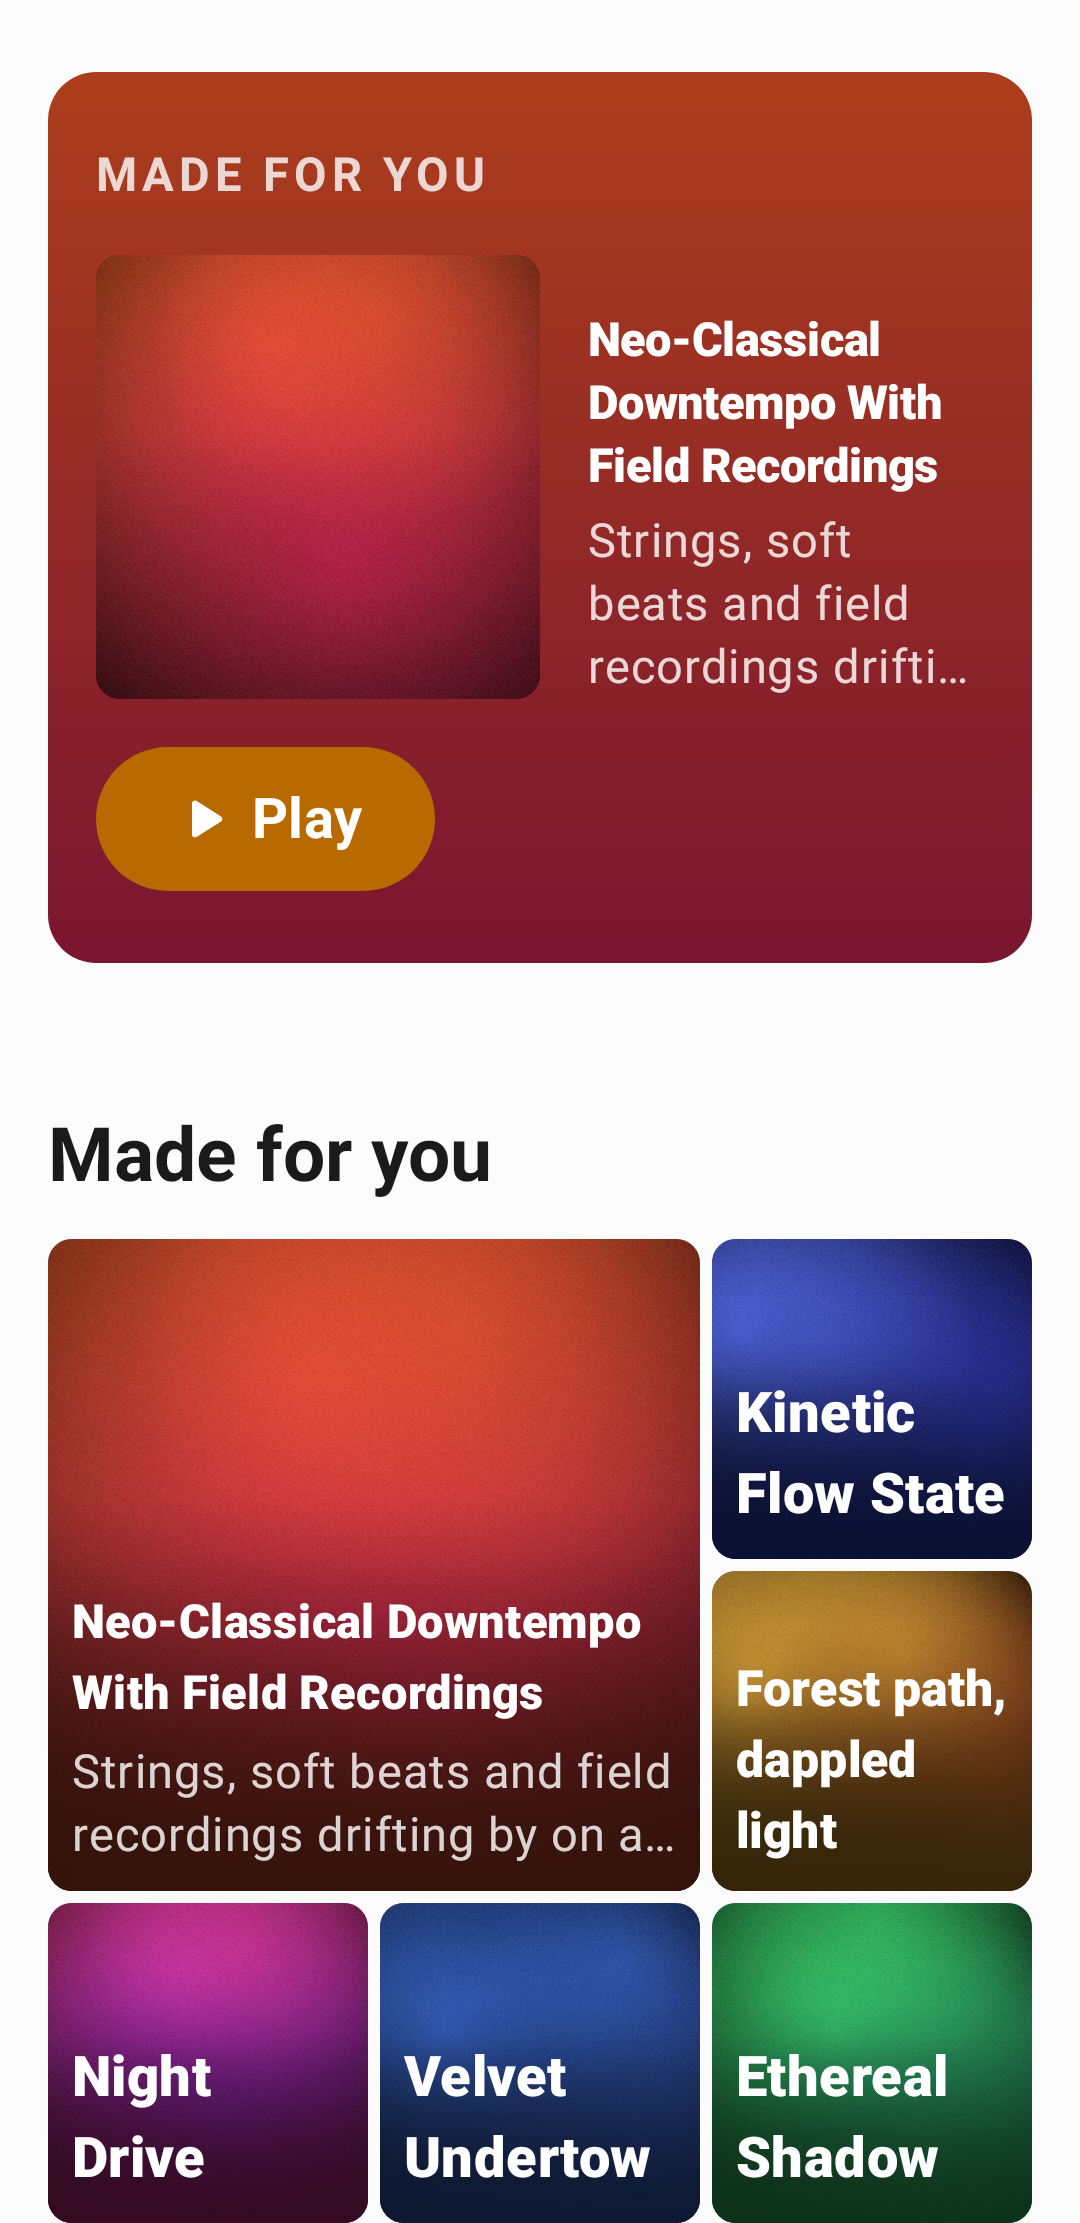 MADE FOR YOU
Neo-Classical
Downtempo With
Field Recordings
Strings, soft
beats and field
recordings drifti...
Play
Made for you
Neo-Classical Downtempo
With Field Recordings
Strings, soft beats and field
recordings drifting by on a...
Kinetic
Flow State
Forest path,
dappled
light
Night
Drive
Velvet
Undertow
Ethereal
Shadow